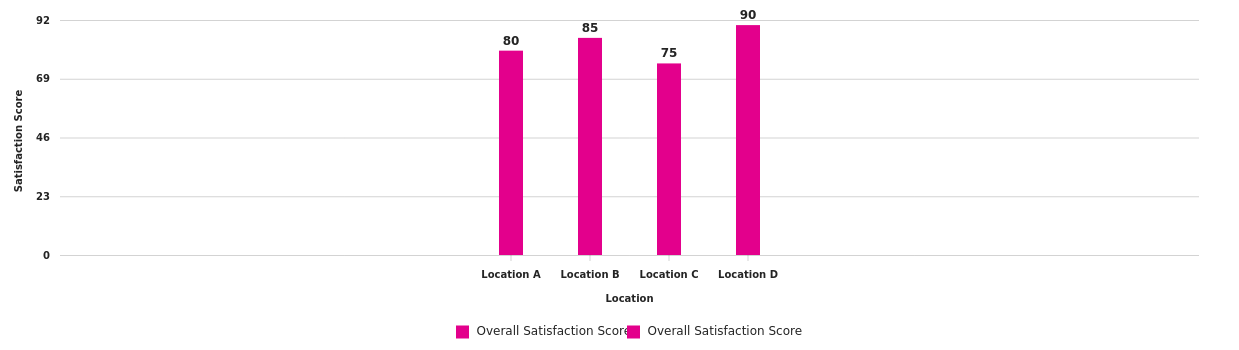 Satisfaction Score
92
69
46
23
0
80
85
75
90
Location A Location B Location C Location D
Location
Overall Satisfaction Score Overall Satisfaction Score